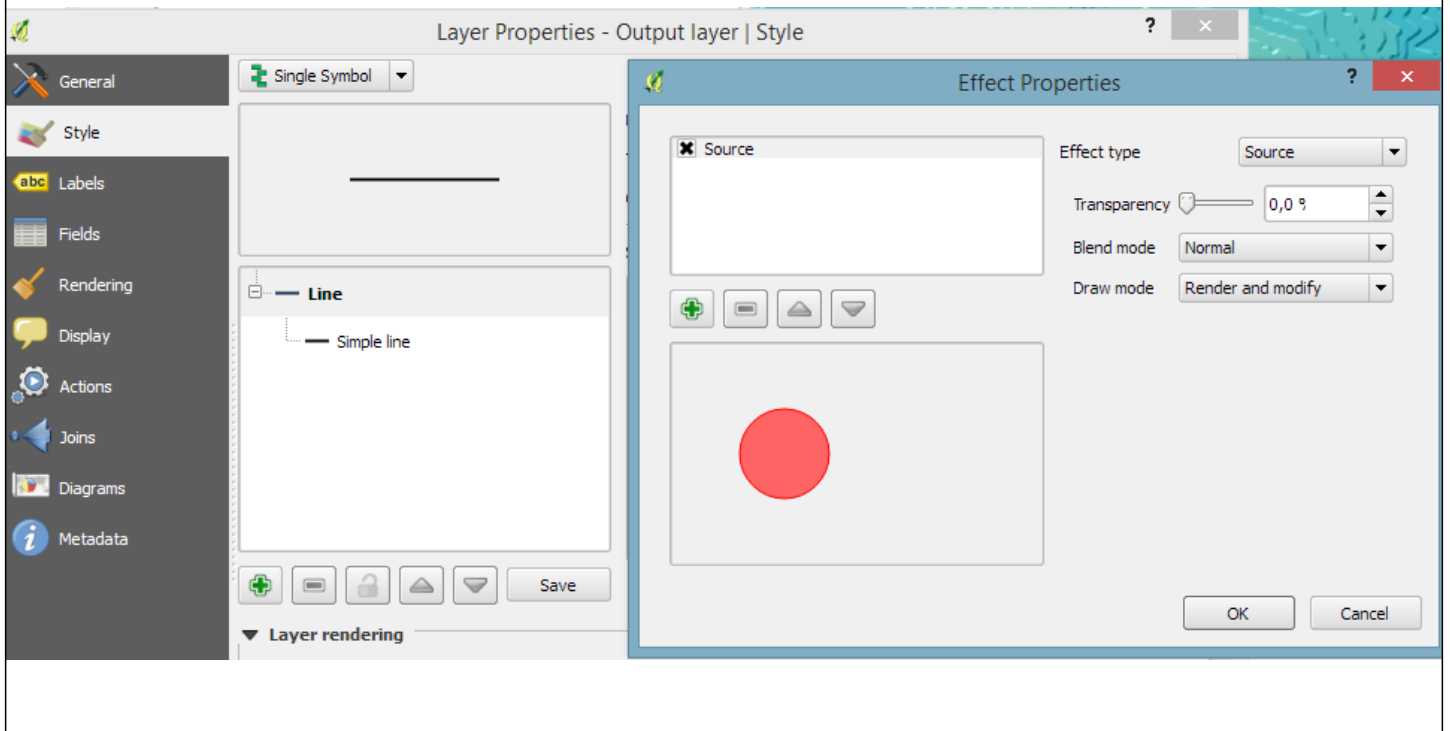 Layer Properties - Output layer | Style
?
×
General
Style
abc Labels
Fields
Rendering
Display
Actions
Joins
Diagrams
i Metadata
Single Symbol
Line
Simple line
Save
Layer rendering
Effect Properties
?
×
Source
Effect type Source
Transparency 0,0 %
Blend mode Normal
Draw mode Render and modify
OK Cancel